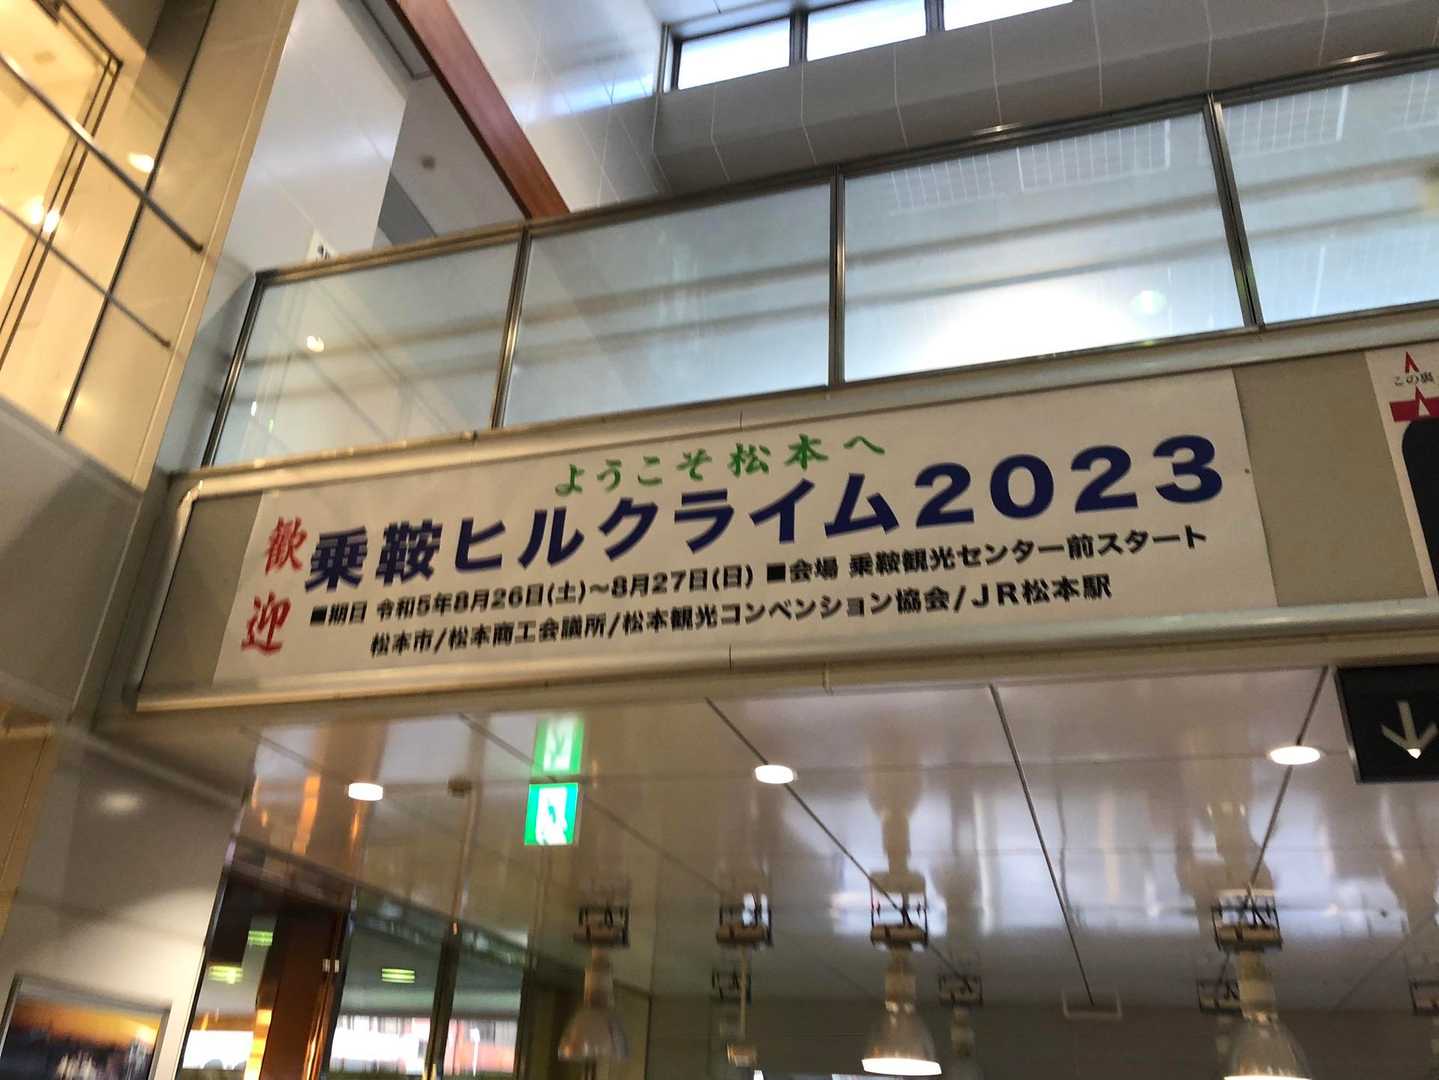 ようこそ松本へ
歓迎
乗鞍ヒルクライム2023
■期日 令和5年8月26日(土)～8月27日(日) ■会場 乗鞍観光センター前スタート
松本市/松本商工会議所/松本観光コンベンション協会/JR松本駅
この裏